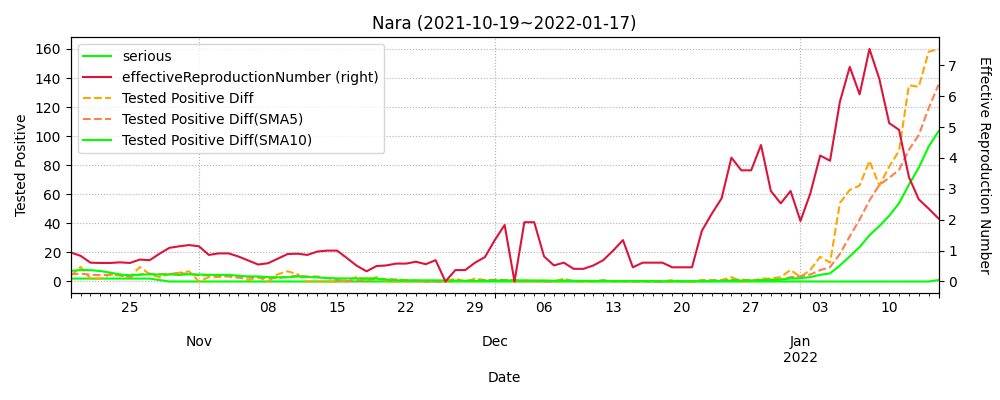 Nara (2021-10-19~2022-01-17)
serious
effectiveReproductionNumber (right)
Tested Positive Diff
Tested Positive Diff(SMA5)
Tested Positive Diff(SMA10)
Tested Positive
160
140
120
100
80
60
40
20
0
7
6
5
4
3
2
1
0
Effective Reproduction Number
25 08 15 22 29 06 13 20 27 03 10
Nov Dec Jan
2022
Date